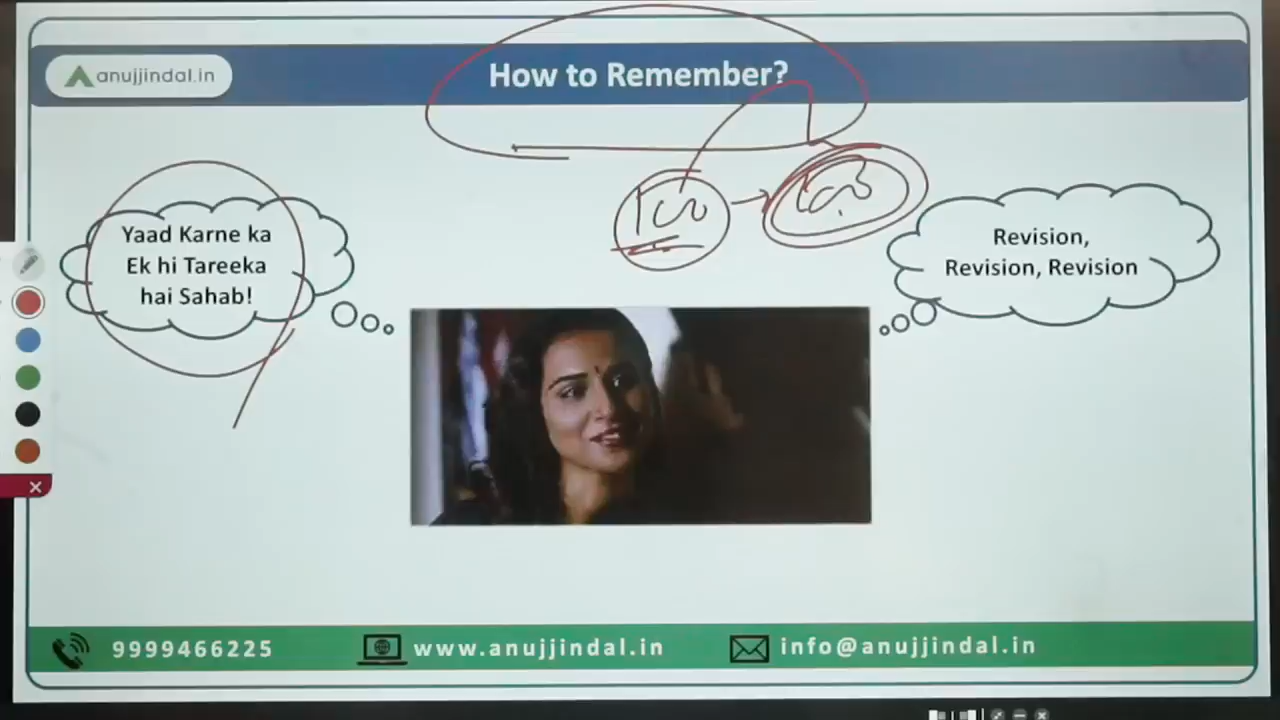 anujjindal.in
How to Remember?
Yaad Karne ka
Ek hi Tareeka
hai Sahab!
100
Revision,
Revision, Revision
9999466225
www.anujjindal.in
info@anujjindal.in